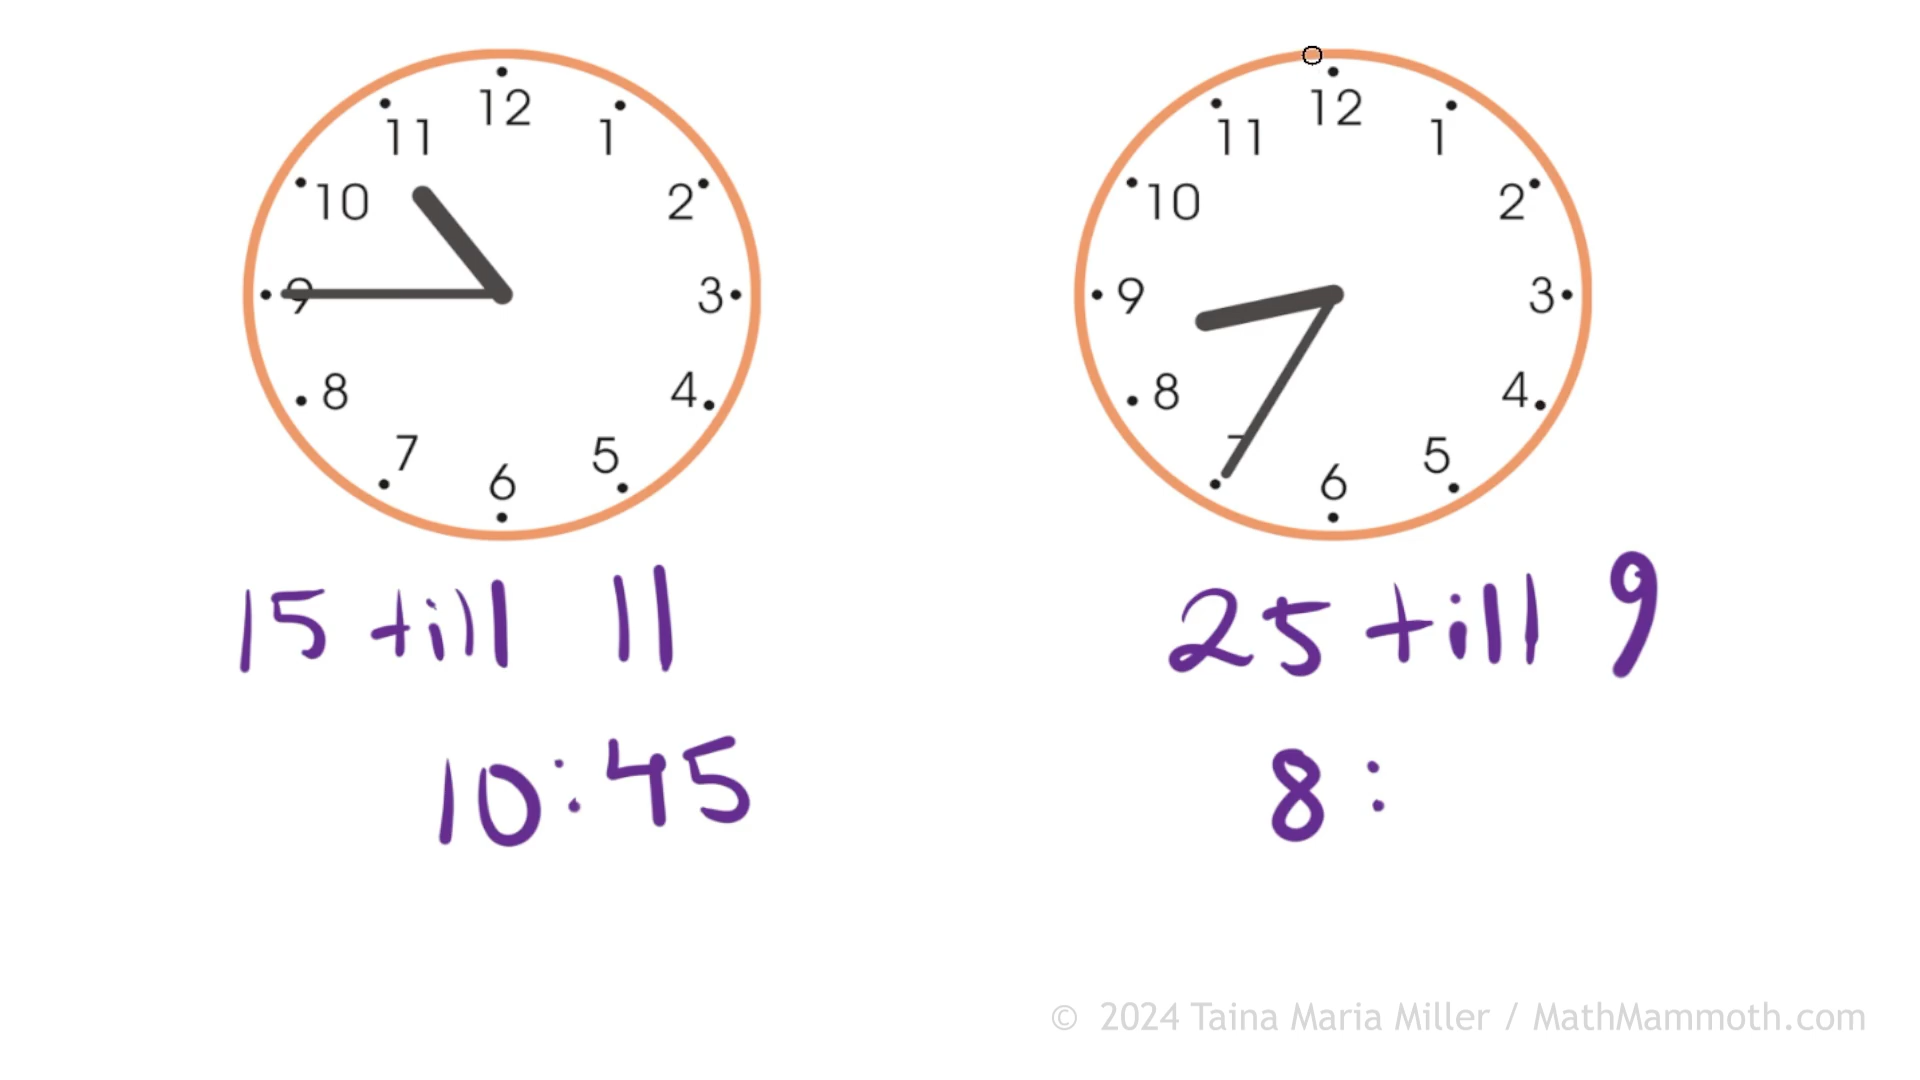 12 12
11 1 11 1
10 2 10 2
9 3 9 3
8 4 8 4
7 5 7 5
6 6
15 till 11 25 till 9
10:45 8:
© 2024 Taina Maria Miller / MathMammoth.com